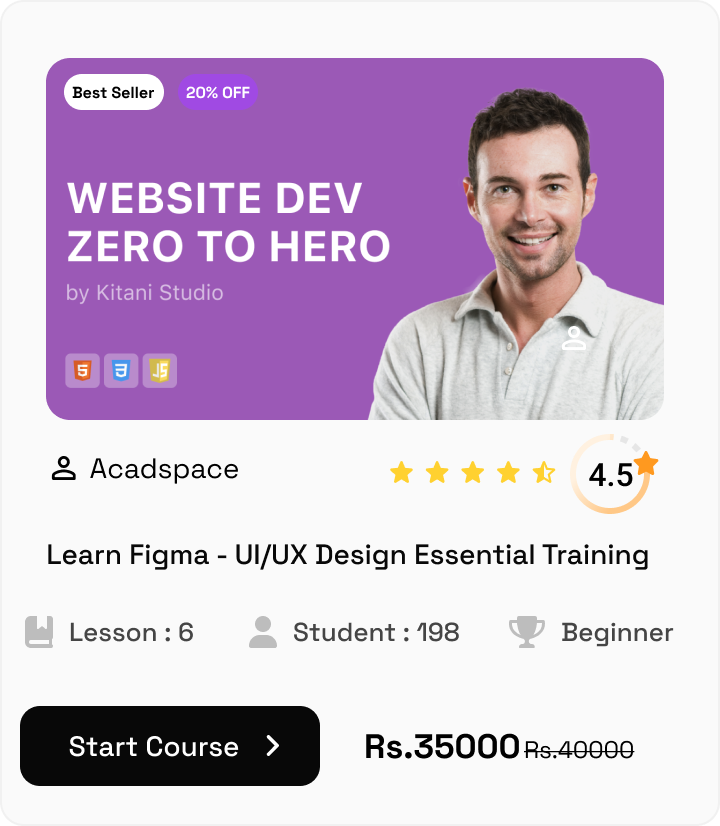 Best Seller 20% OFF
WEBSITE DEV
ZERO TO HERO
by Kitani Studio
5 3 JS
Acadspace 4.5
Learn Figma - UI/UX Design Essential Training
Lesson : 6 Student : 198 Beginner
Start Course Rs.35000 Rs.40000